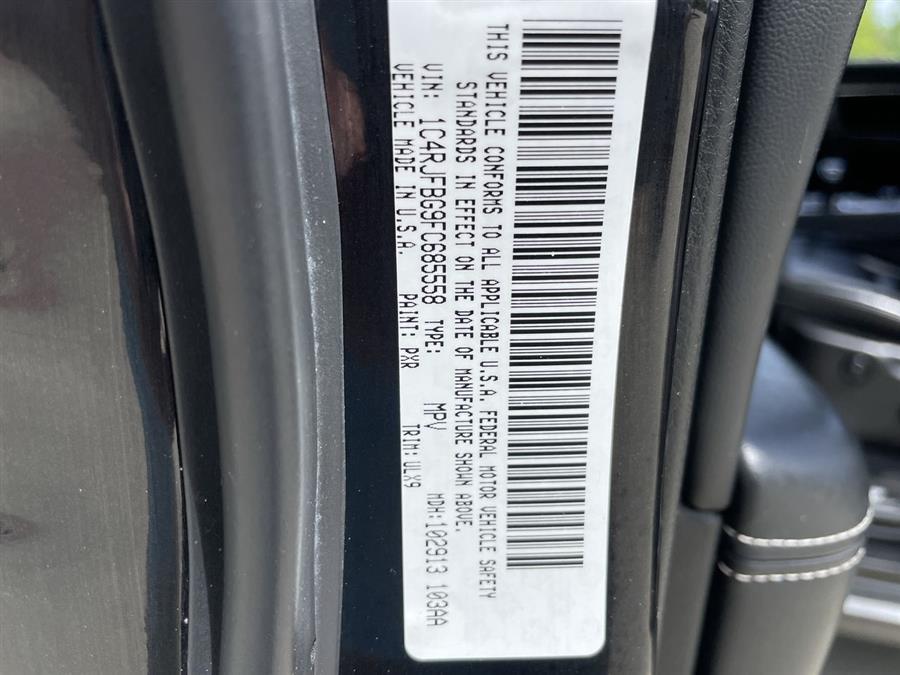 THIS VEHICLE CONFORMS TO ALL APPLICABLE U.S.A. FEDERAL MOTOR VEHICLE SAFETY
STANDARDS IN EFFECT ON THE DATE OF MANUFACTURE SHOWN ABOVE.
VIN: 1C4RJFBG9FC685558 TYPE: MPV MDH:102913 103AA
VEHICLE MADE IN U.S.A. PAINT: PXR TRIM:ULX9